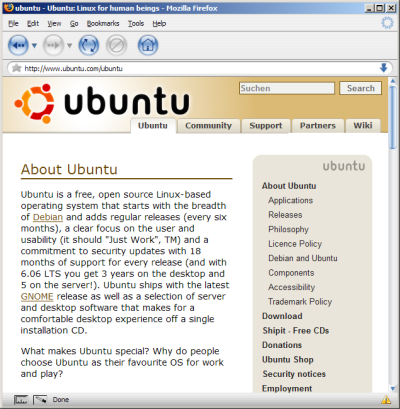 ubuntu - Ubuntu: Linux for human beings - Mozilla Firefox
File Edit View Go Bookmarks Tools Help
http://www.ubuntu.com/ubuntu
ubuntu
Suchen Search
Ubuntu Community Support Partners Wiki
About Ubuntu
Ubuntu is a free, open source Linux-based
operating system that starts with the breadth
of Debian and adds regular releases (every six
months), a clear focus on the user and
usability (it should "Just Work", TM) and a
commitment to security updates with 18
months of support for every release (and with
6.06 LTS you get 3 years on the desktop and
5 on the server!). Ubuntu ships with the latest
GNOME release as well as a selection of server
and desktop software that makes for a
comfortable desktop experience off a single
installation CD.
What makes Ubuntu special? Why do people
choose Ubuntu as their favourite OS for work
and play?
ubuntu
About Ubuntu
Applications
Releases
Philosophy
Licence Policy
Debian and Ubuntu
Components
Accessibility
Trademark Policy
Download
Shipit - Free CDs
Donations
Ubuntu Shop
Security notices
Employment
Done